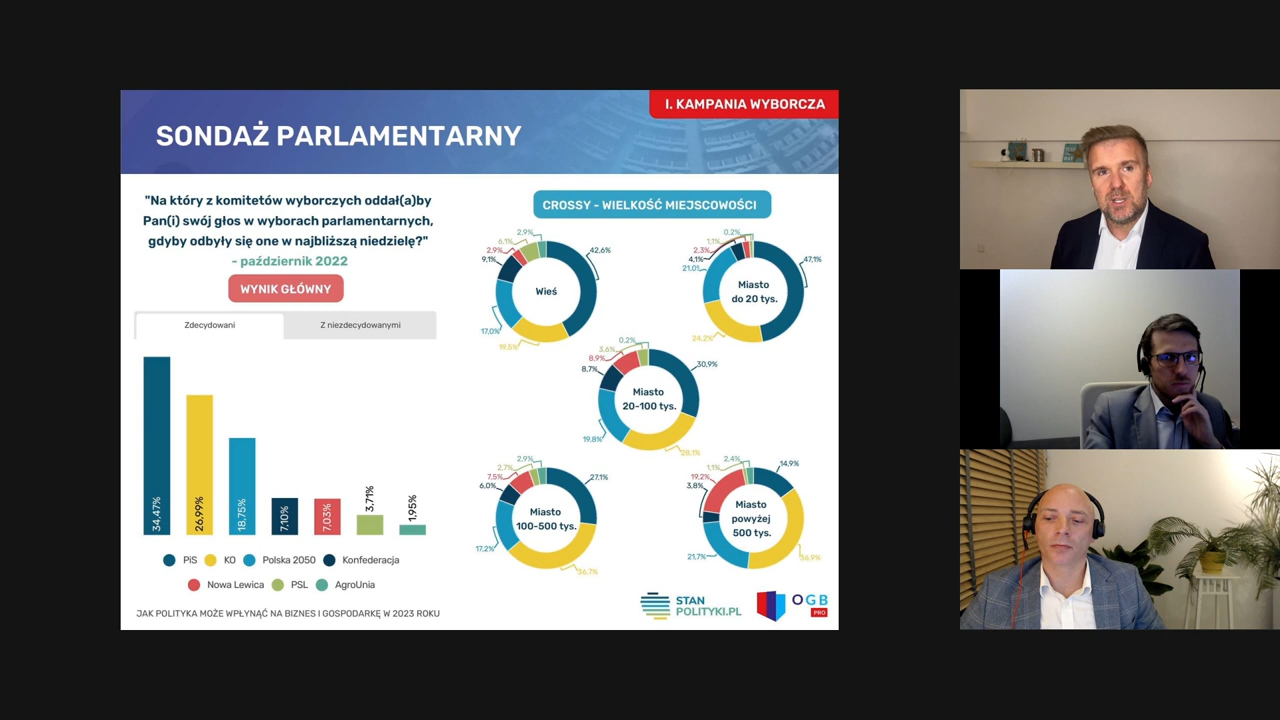 I. KAMPANIA WYBORCZA
SONDAŻ PARLAMENTARNY
"Na który z komitetów wyborczych oddał(a)by
Pan(i) swój głos w wyborach parlamentarnych,
gdyby odbyły się one w najbliższą niedzielę?"
- październik 2022
WYNIK GŁÓWNY
Zdecydowani
Z niezdecydowanymi
34,47%
26,99%
18,75%
7,10%
7,03%
3,71%
1,95%
PiS
KO
Polska 2050
Konfederacja
Nowa Lewica
PSL
AgroUnia
JAK POLITYKA MOŻE WPŁYNĄĆ NA BIZNES I GOSPODARKĘ W 2023 ROKU
CROSSY - WIELKOŚĆ MIEJSCOWOŚCI
2,9%
6,1%
2,9%
9,1%
42,6%
17,0%
19,5%
Wieś
0,2%
1,1%
2,3%
4,1%
47,1%
21,0%
24,2%
Miasto
do 20 tys.
0,2%
3,6%
8,9%
8,7%
30,9%
19,8%
28,1%
Miasto
20-100 tys.
2,9%
2,7%
7,5%
6,0%
27,1%
17,2%
36,7%
Miasto
100-500 tys.
2,4%
1,1%
19,2%
3,8%
14,9%
21,7%
36,9%
Miasto
powyżej
500 tys.
STAN
POLITYKI.PL
OGB
PRO